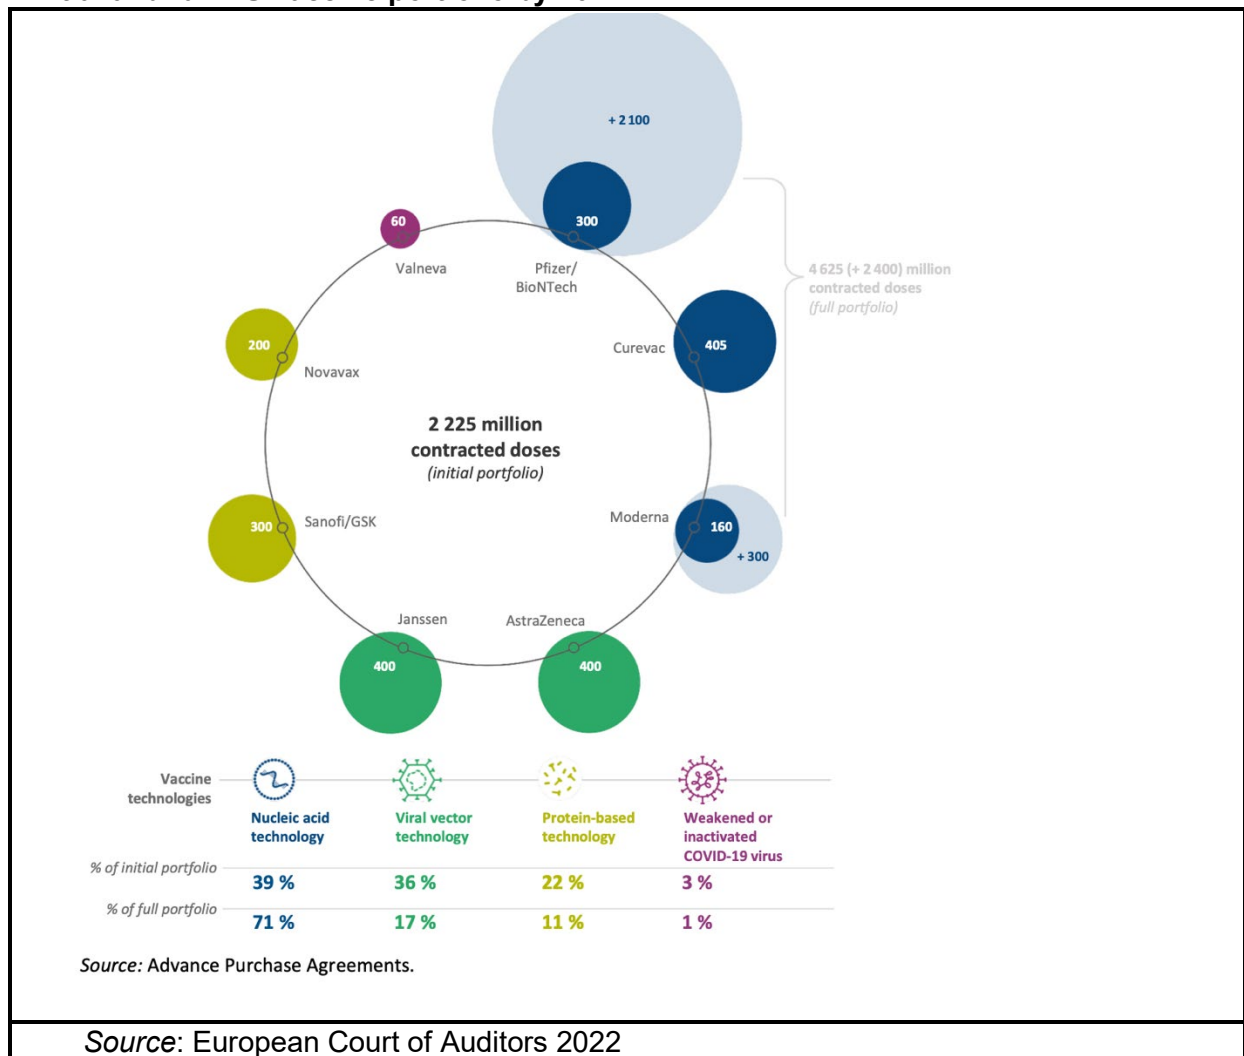 + 2 100
300
Pfizer/
BioNTech
60
Valneva
4 625 (+ 2 400) million
contracted doses
(full portfolio)
200
Novavax
Curevac
405
2 225 million
contracted doses
(initial portfolio)
300
Sanofi/GSK
Moderna
160
+ 300
Janssen
400
AstraZeneca
400
Vaccine
technologies
Nucleic acid
technology
Viral vector
technology
Protein-based
technology
Weakened or
inactivated
COVID-19 virus
% of initial portfolio
39 %
36 %
22 %
3 %
% of full portfolio
71 %
17 %
11 %
1 %
Source: Advance Purchase Agreements.
Source: European Court of Auditors 2022